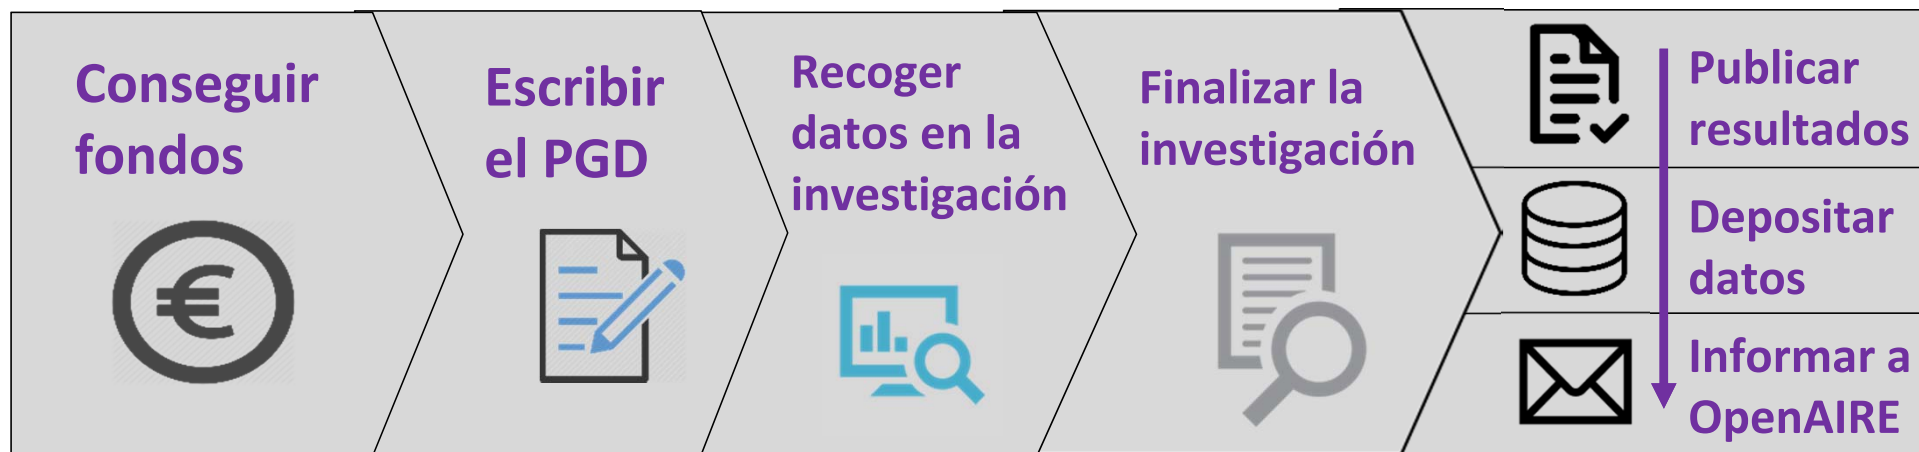 Conseguir
fondos
Escribir
el PGD
Recoger
datos en la
investigación
Finalizar la
investigación
Publicar
resultados
Depositar
datos
Informar a
OpenAIRE